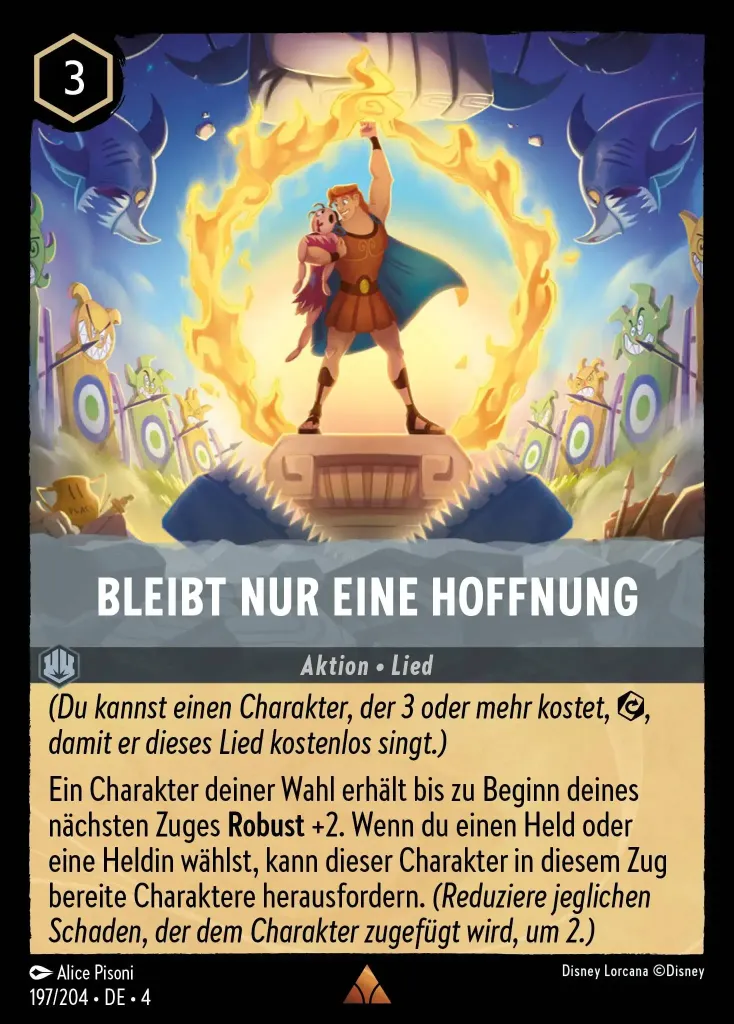 3
BLEIBT NUR EINE HOFFNUNG
Aktion • Lied
(Du kannst einen Charakter, der 3 oder mehr kostet, ,
damit er dieses Lied kostenlos singt.)
Ein Charakter deiner Wahl erhält bis zu Beginn deines
nächsten Zuges Robust +2. Wenn du einen Held oder
eine Heldin wählst, kann dieser Charakter in diesem Zug
bereite Charaktere herausfordern. (Reduziere jeglichen
Schaden, der dem Charakter zugefügt wird, um 2.)
Alice Pisoni
Disney Lorcana ©Disney
197/204 • DE • 4